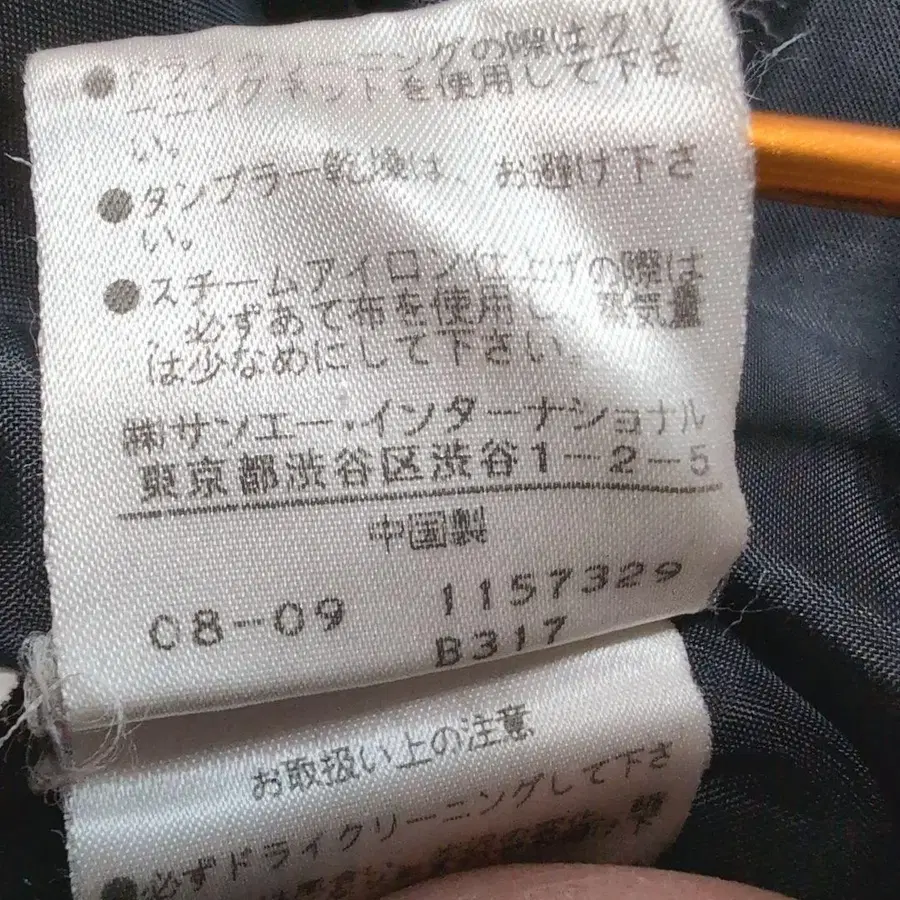 ●ドライクリーニングの際はクリ
ーニングネットを使用して下さ
い。
●タンブラー乾燥は、お避け下さ
い。
●スチームアイロン仕上げの際は
、必ずあて布を使用し、蒸気量
は少なめにして下さい。
㈱サンエー・インターナショナル
東京都渋谷区渋谷1-2-5
中国製
C8-09 1157329
B317
お取扱い上の注意
●必ずドライクリーニングして下さ